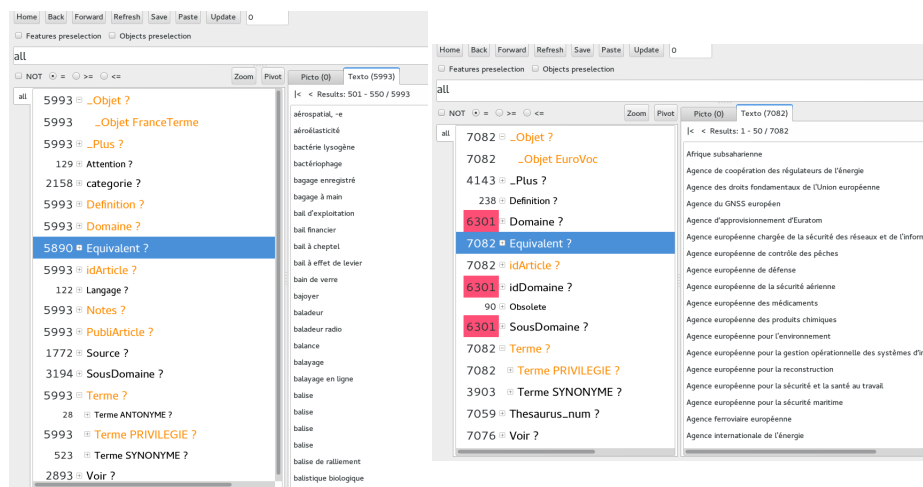 Home Back Forward Refresh Save Paste Update 0
Features preselection Objects preselection
all
NOT = >= <= Zoom Pivot Picto (0) Texto (5993)
all
|< < Results: 501 - 550 / 5993
5993 _Objet ?
5993 _Objet FranceTerme
5993 _Plus ?
129 Attention ?
2158 categorie ?
5993 Definition ?
5993 Domaine ?
5890 Equivalent ?
5993 idArticle ?
122 Langage ?
5993 Notes ?
5993 PubliArticle ?
1772 Source ?
3194 SousDomaine ?
5993 Terme ?
28 Terme ANTONYME ?
5993 Terme PRIVILEGIE ?
523 Terme SYNONYME ?
2893 Voir ?
aérospatial, -e
aéroélasticité
bactérie lysogène
bactériophage
bagage enregistré
bagage à main
bail d'exploitation
bail financier
bail à cheptel
bail à effet de levier
bain de verre
bajoyer
baladeur
baladeur radio
balance
balayage
balayage en ligne
balise
balise
balise
balise
balise de ralliement
balistique biologique
Home Back Forward Refresh Save Paste Update 0
Features preselection Objects preselection
all
NOT = >= <= Zoom Pivot Picto (0) Texto (7082)
all
|< < Results: 1 - 50 / 7082
7082 _Objet ?
7082 _Objet EuroVoc
4143 _Plus ?
238 Definition ?
6301 Domaine ?
7082 Equivalent ?
7082 idArticle ?
6301 idDomaine ?
90 Obsolete
6301 SousDomaine ?
7082 Terme ?
7082 Terme PRIVILEGIE ?
3903 Terme SYNONYME ?
7059 Thesaurus_num ?
7076 Voir ?
Afrique subsaharienne
Agence de coopération des régulateurs de l'énergie
Agence des droits fondamentaux de l'Union européenne
Agence du GNSS européen
Agence d'approvisionnement d'Euratom
Agence européenne chargée de la sécurité des réseaux et de l'inform
Agence européenne de contrôle des pêches
Agence européenne de défense
Agence européenne de la sécurité aérienne
Agence européenne des médicaments
Agence européenne des produits chimiques
Agence européenne pour l'environnement
Agence européenne pour la gestion opérationnelle des systèmes d'in
Agence européenne pour la reconstruction
Agence européenne pour la sécurité et la santé au travail
Agence européenne pour la sécurité maritime
Agence ferroviaire européenne
Agence internationale de l'énergie